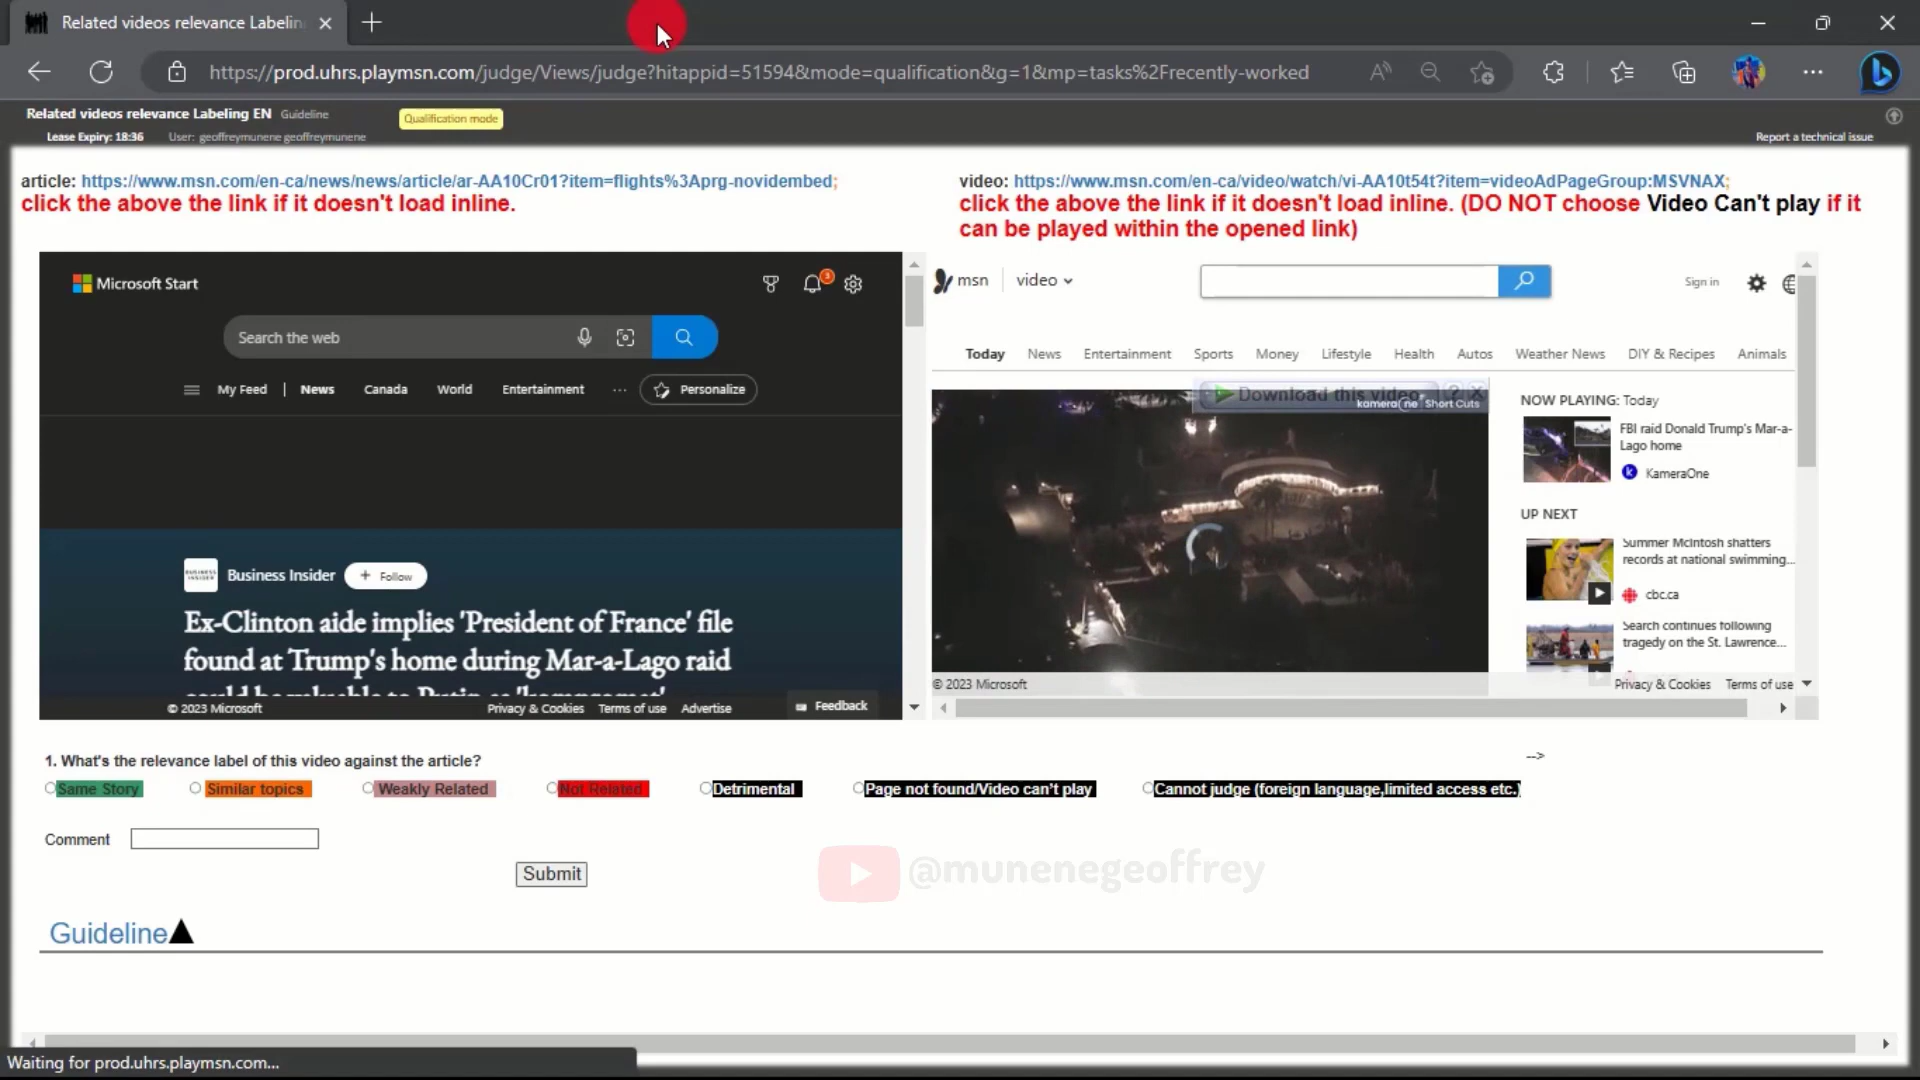 Related videos relevance Labelin
https://prod.uhrs.playmsn.com/judge/Views/judge?hitappid=51594&mode=qualification&g=1&mp=tasks%2Frecently-worked
Related videos relevance Labeling EN Guideline
Qualification mode
Lease Expiry: 18:36 User: geoffreymunene geoffreymunene
Report a technical issue
article: https://www.msn.com/en-ca/news/news/article/ar-AA10Cr01?item=flights%3Aprg-novidembed;
click the above the link if it doesn't load inline.
video: https://www.msn.com/en-ca/video/watch/vi-AA10t54t?item=videoAdPageGroup:MSVNAX;
click the above the link if it doesn't load inline. (DO NOT choose Video Can't play if it
can be played within the opened link)
Microsoft Start
3
Search the web
My Feed | News Canada World Entertainment ... Personalize
Business Insider + Follow
Ex-Clinton aide implies 'President of France' file
found at Trump's home during Mar-a-Lago raid
could be valuable to Putin as 'kompromat'
© 2023 Microsoft Privacy & Cookies Terms of use Advertise Feedback
msn video
Sign in
Today News Entertainment Sports Money Lifestyle Health Autos Weather News DIY & Recipes Animals
Download this video ? X
kamera one Short Cuts
NOW PLAYING: Today
FBI raid Donald Trump's Mar-a-
Lago home
KameraOne
UP NEXT
Summer McIntosh shatters
records at national swimming...
cbc.ca
Search continues following
tragedy on the St. Lawrence...
© 2023 Microsoft Privacy & Cookies Terms of use
1. What's the relevance label of this video against the article?
-->
Same Story Similar topics Weakly Related Not Related Detrimental Page not found/Video can't play Cannot judge (foreign language,limited access etc.)
Comment
Submit
@munenegeoffrey
Guideline
Waiting for prod.uhrs.playmsn.com...